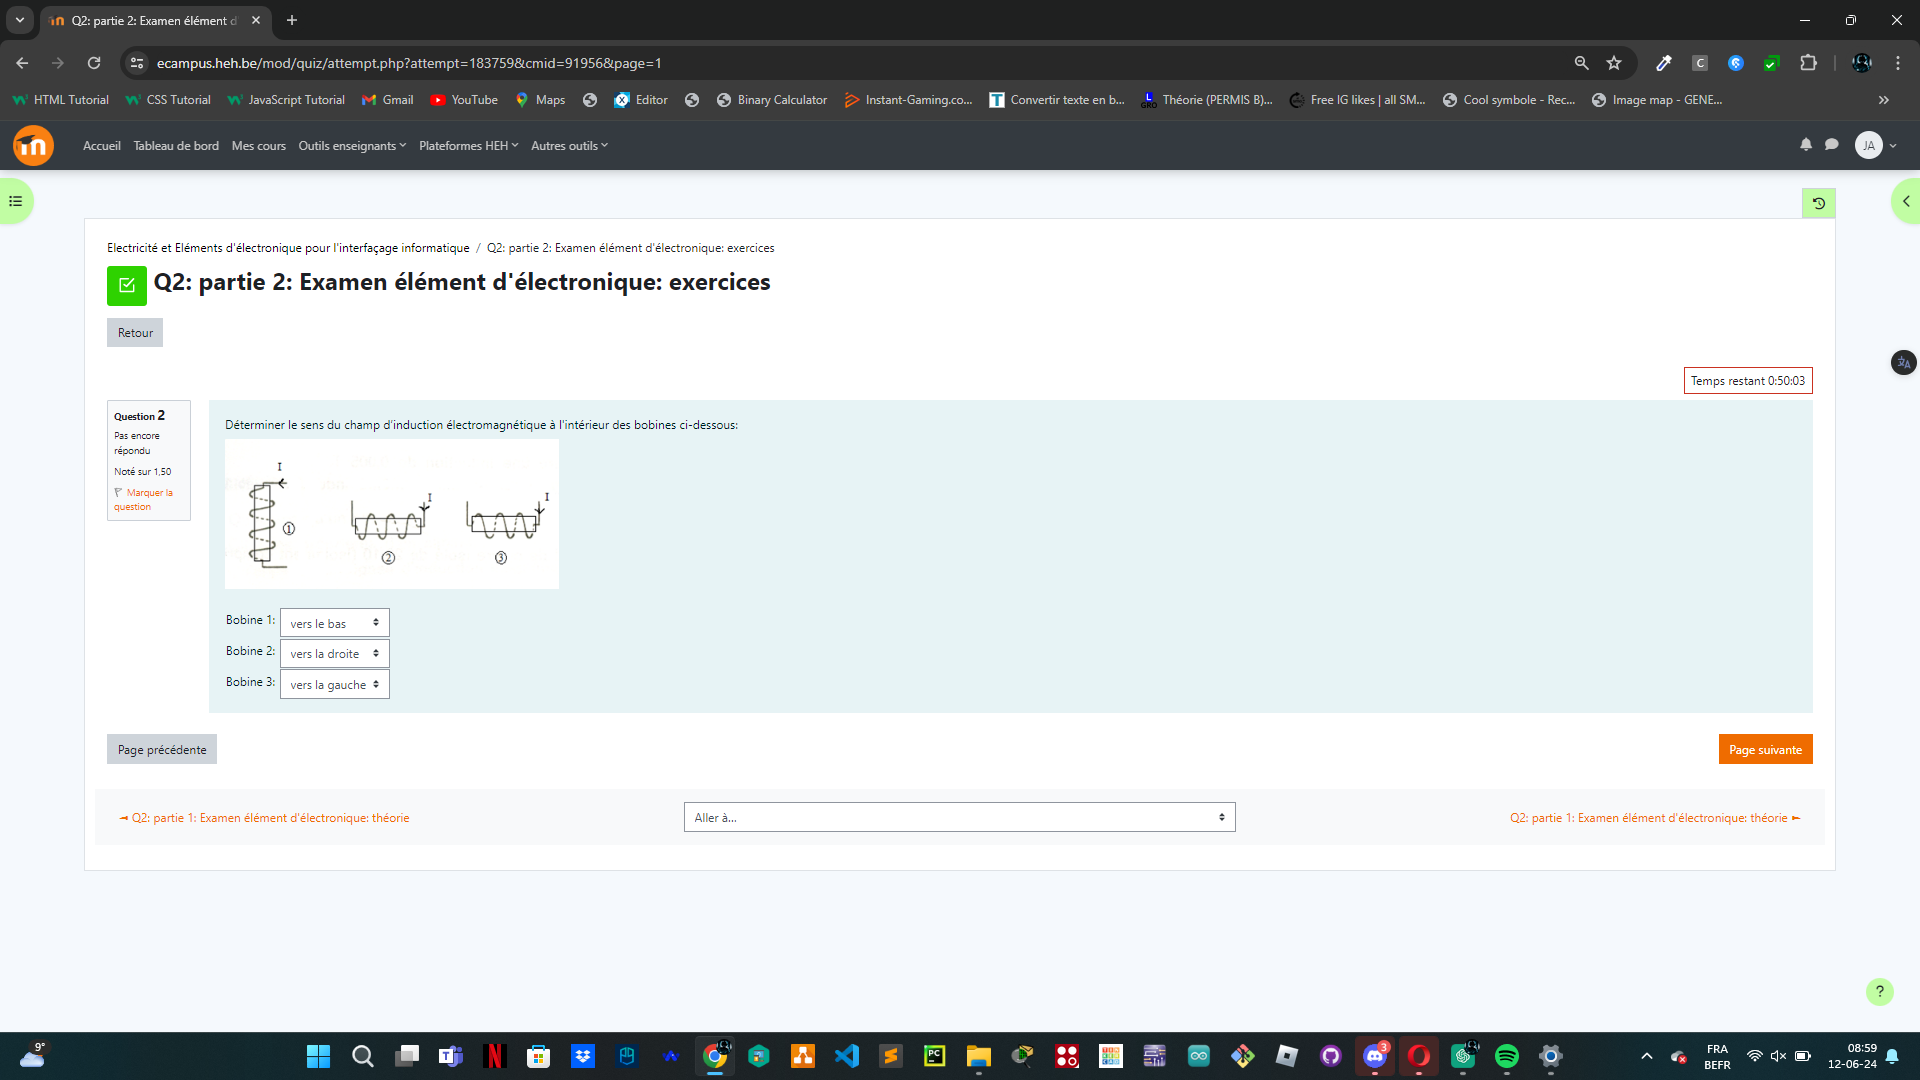 Q2: partie 2: Examen élément d'
ecampus.heh.be/mod/quiz/attempt.php?attempt=183759&cmid=91956&page=1
HTML Tutorial
CSS Tutorial
JavaScript Tutorial
Gmail
YouTube
Maps
Editor
Binary Calculator
Instant-Gaming.co...
Convertir texte en b...
Théorie (PERMIS B)...
Free IG likes | all SM...
Cool symbole - Rec...
Image map - GENE...
Accueil
Tableau de bord
Mes cours
Outils enseignants
Plateformes HEH
Autres outils
JA
Electricité et Eléments d'électronique pour l'interfaçage informatique / Q2: partie 2: Examen élément d'électronique: exercices
Q2: partie 2: Examen élément d'électronique: exercices
Retour
Temps restant 0:50:03
Question 2
Pas encore
répondu
Noté sur 1,50
Marquer la
question
Déterminer le sens du champ d'induction électromagnétique à l'intérieur des bobines ci-dessous:
I
I
I
1
2
3
Bobine 1: vers le bas
Bobine 2: vers la droite
Bobine 3: vers la gauche
Page précédente
Page suivante
◄ Q2: partie 1: Examen élément d'électronique: théorie
Aller à...
Q2: partie 1: Examen élément d'électronique: théorie ►
?
9°
3
FRA
BEFR
08:59
12-06-24